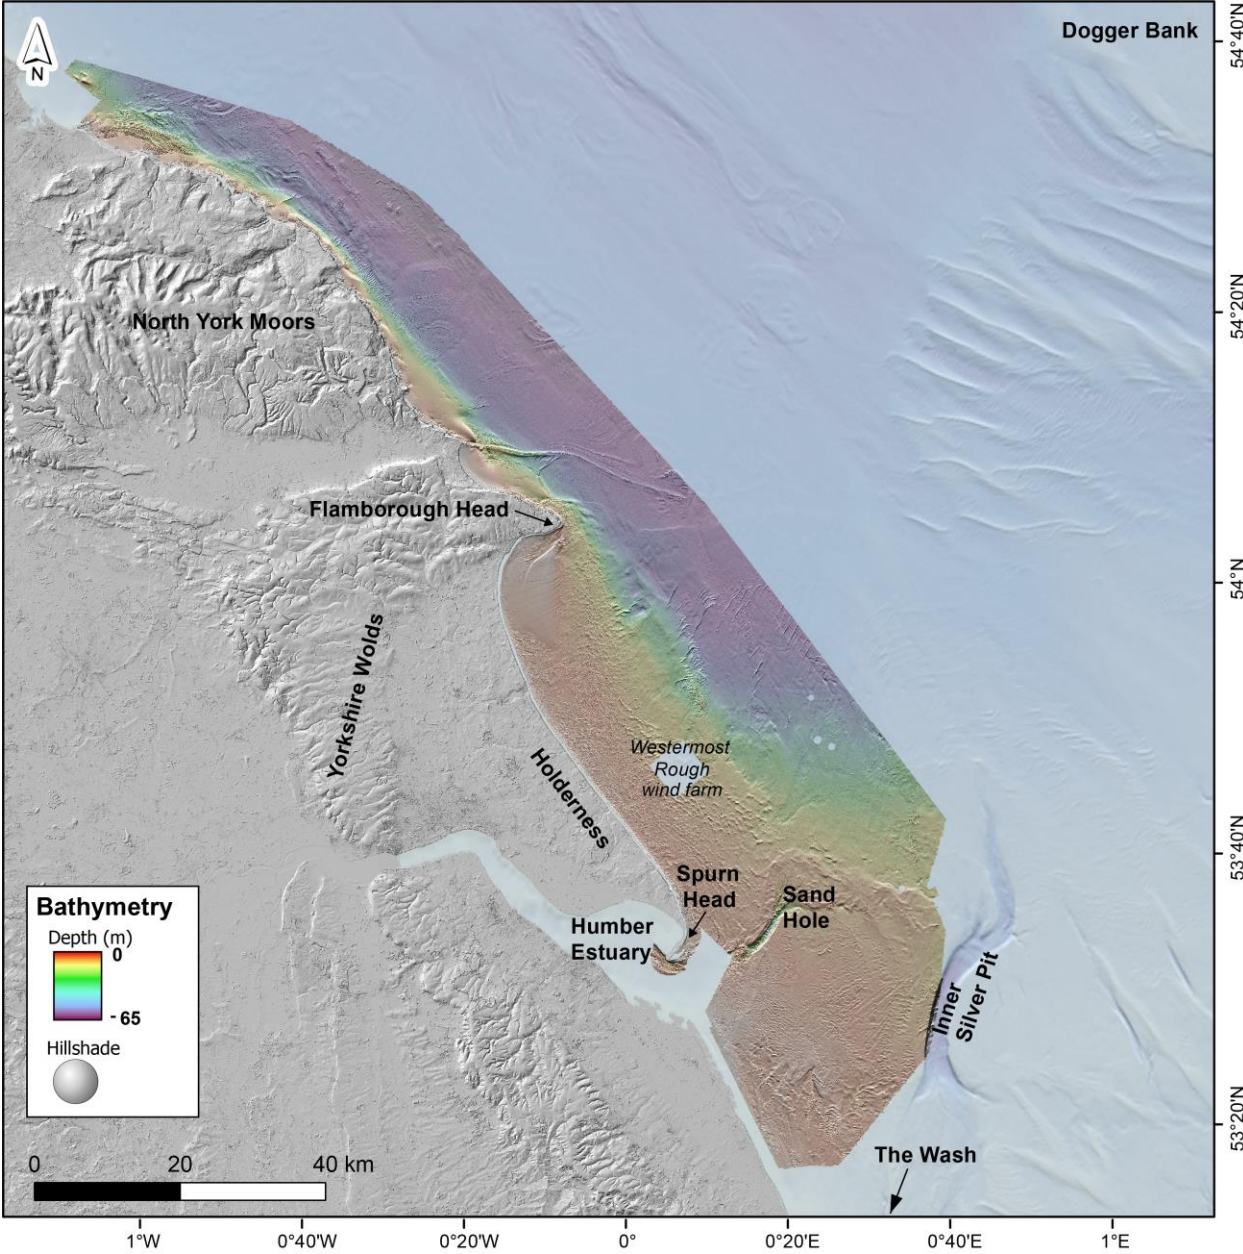 Dogger Bank
N
North York Moors
Flamborough Head
Yorkshire Wolds
Holderness
Westermost
Rough
wind farm
Spurn
Head
Sand
Hole
Humber
Estuary
Inner
Silver Pit
The Wash
Bathymetry
Depth (m)
0
-65
Hillshade
0 20 40 km
54°40'N
54°20'N
54°N
53°40'N
53°20'N
1°W 0°40'W 0°20'W 0° 0°20'E 0°40'E 1°E